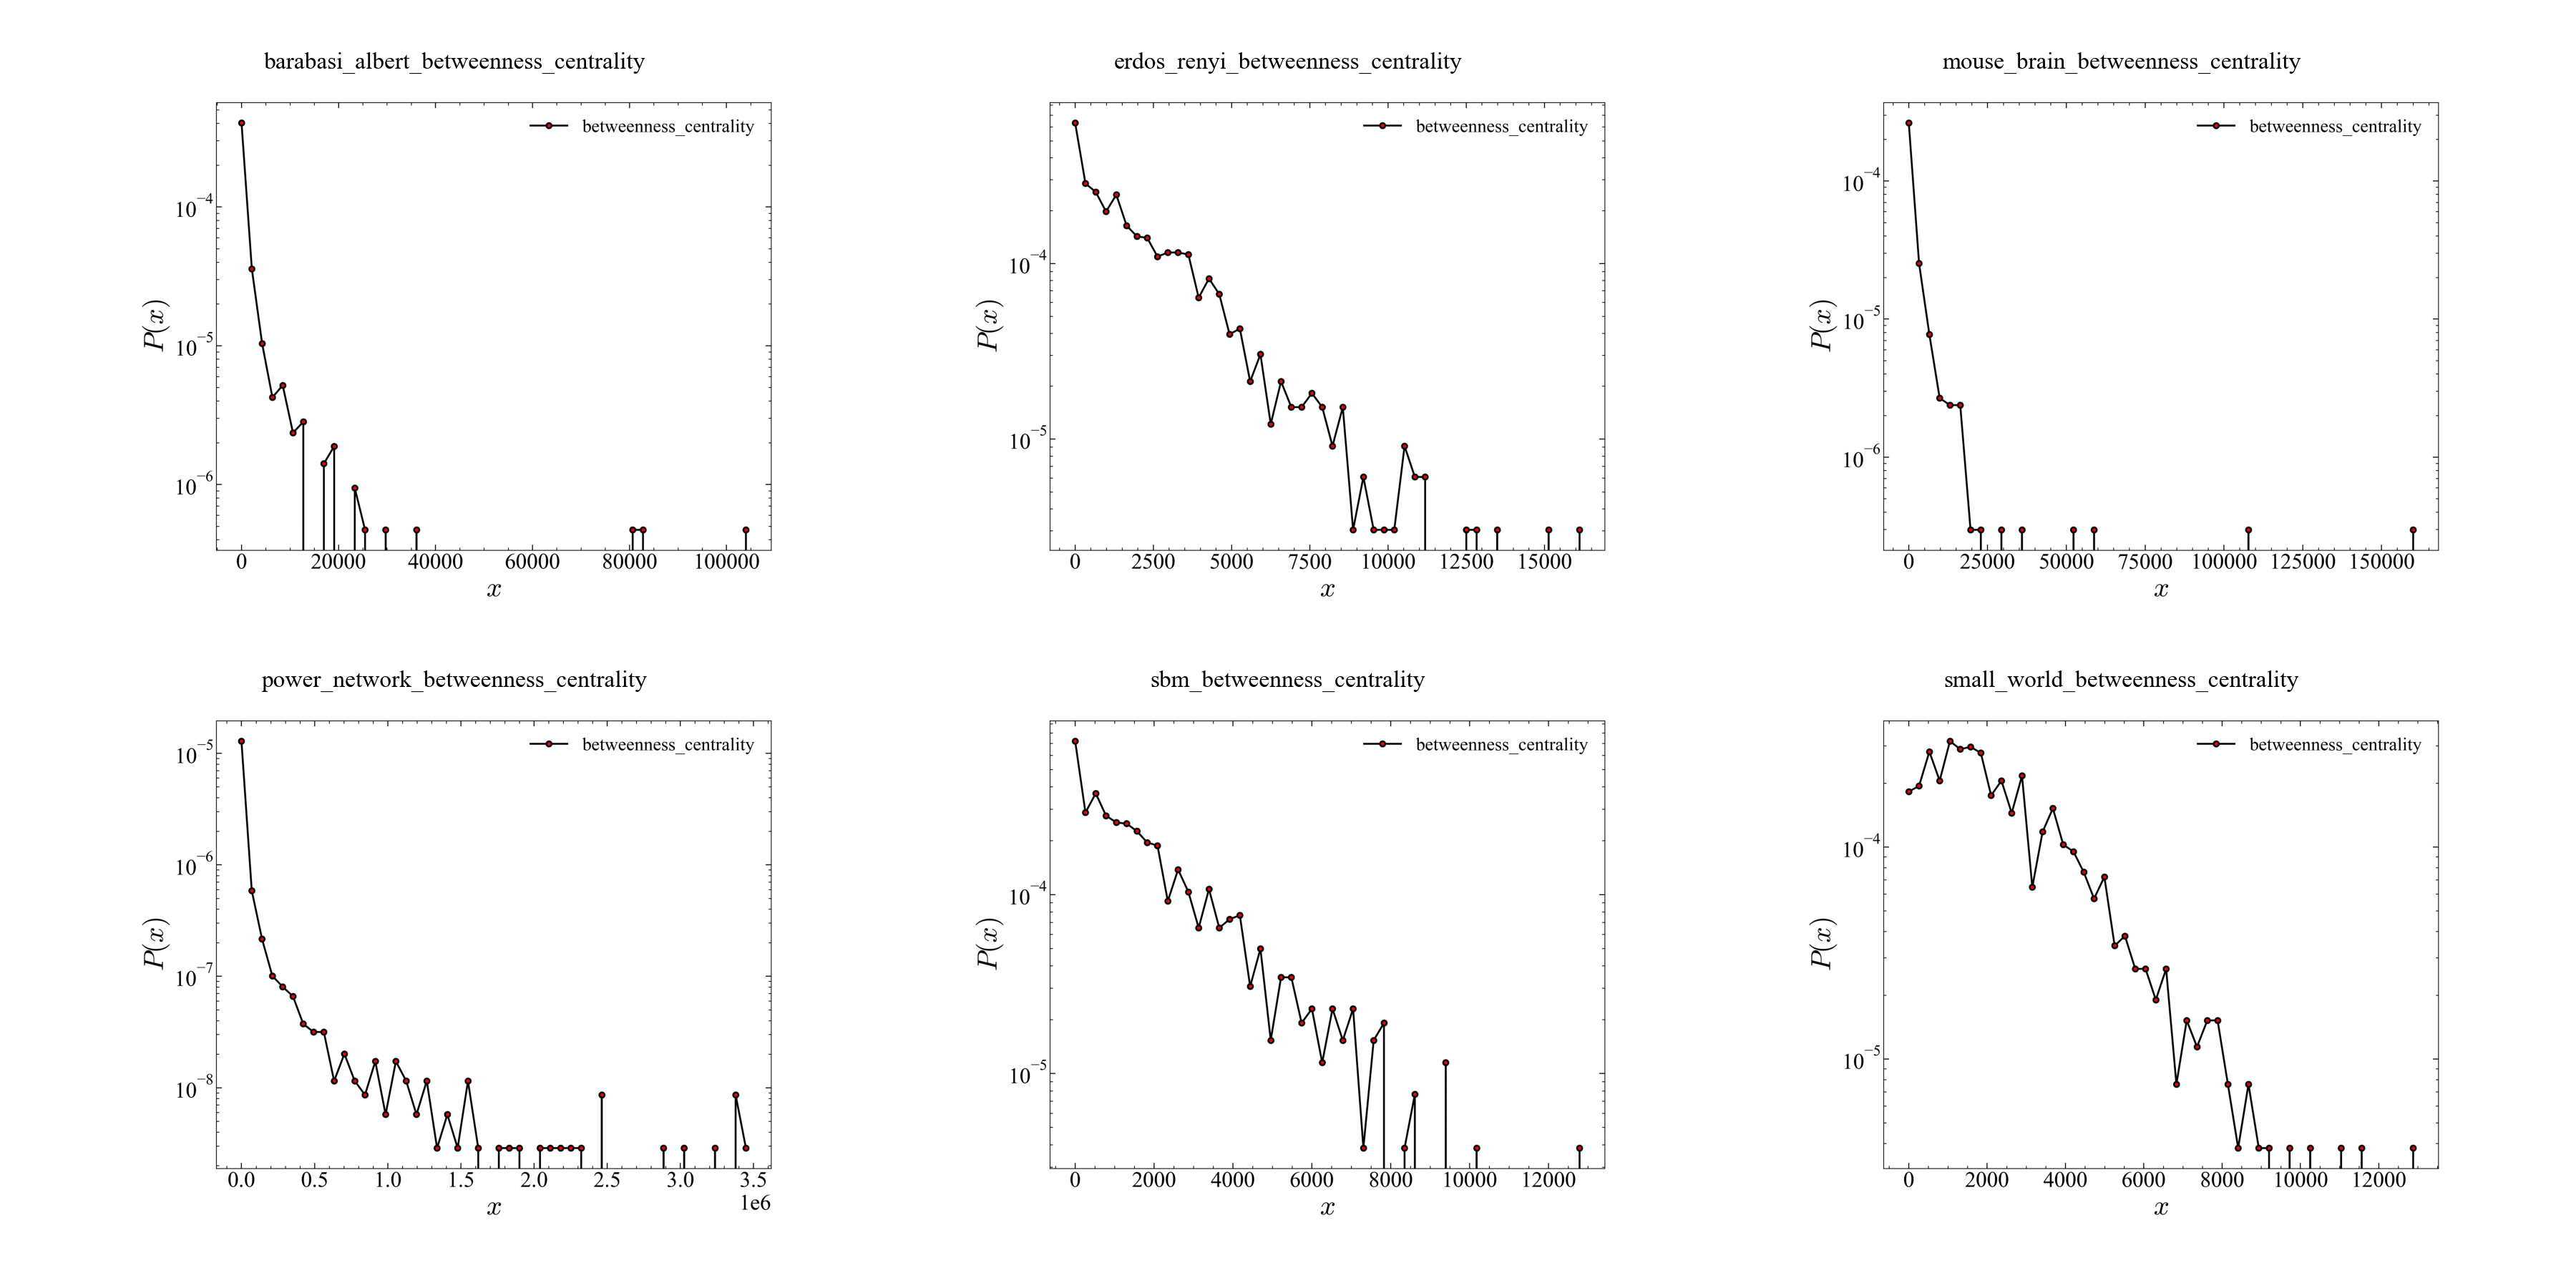 barabasi_albert_betweenness_centrality
betweenness_centrality
10−4
10−5
10−6
P(x)
0 20000 40000 60000 80000 100000
x
erdos_renyi_betweenness_centrality
betweenness_centrality
10−4
10−5
P(x)
0 2500 5000 7500 10000 12500 15000
x
mouse_brain_betweenness_centrality
betweenness_centrality
10−4
10−5
10−6
P(x)
0 25000 50000 75000 100000 125000 150000
x
power_network_betweenness_centrality
betweenness_centrality
10−5
10−6
10−7
10−8
P(x)
0.0 0.5 1.0 1.5 2.0 2.5 3.0 3.5
1e6
x
sbm_betweenness_centrality
betweenness_centrality
10−4
10−5
P(x)
0 2000 4000 6000 8000 10000 12000
x
small_world_betweenness_centrality
betweenness_centrality
10−4
10−5
P(x)
0 2000 4000 6000 8000 10000 12000
x